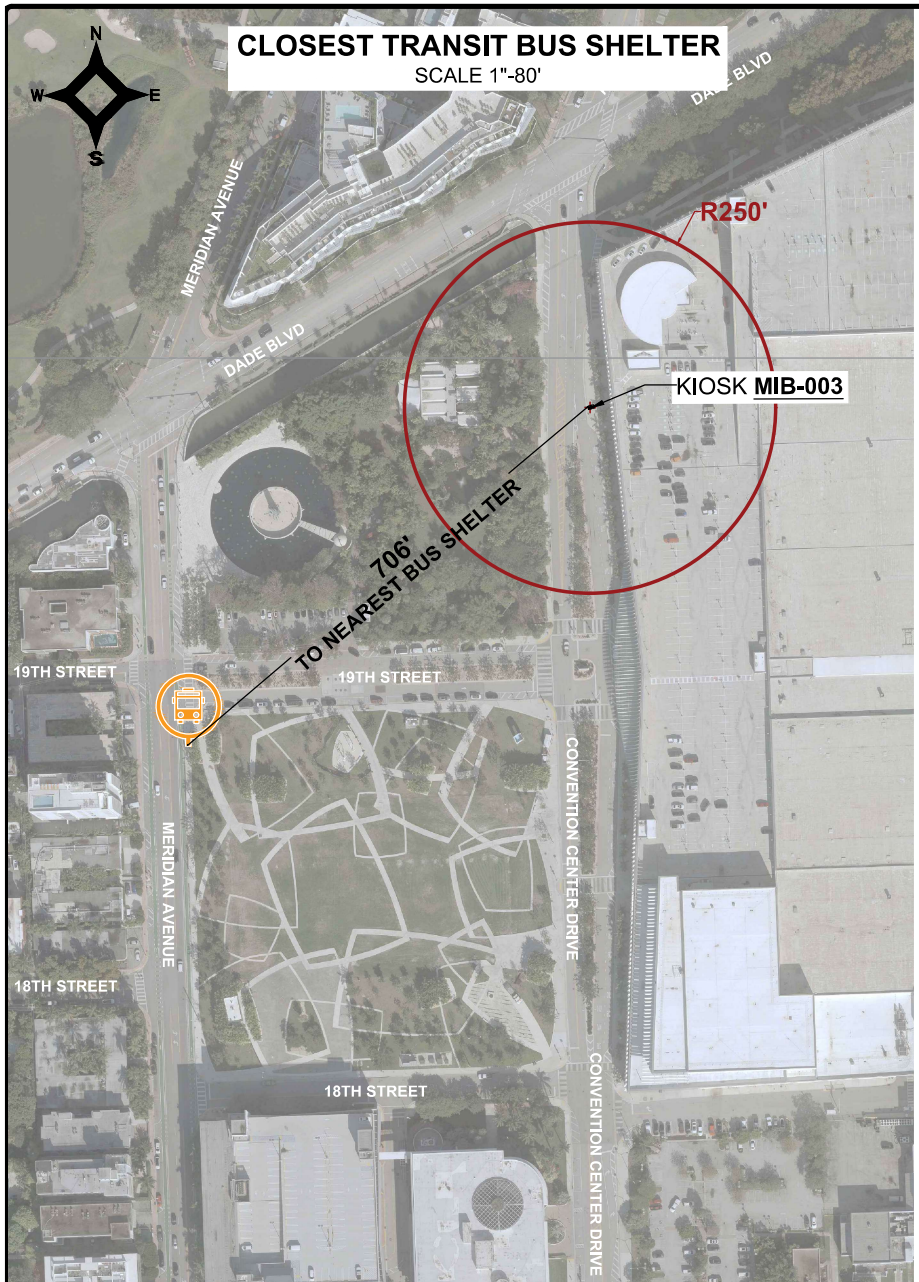 N
W
E
S
CLOSEST TRANSIT BUS SHELTER
SCALE 1"-80'
DADE BLVD
MERIDIAN AVENUE
R250'
DADE BLVD
KIOSK MIB-003
706'
TO NEAREST BUS SHELTER
19TH STREET
19TH STREET
CONVENTION CENTER DRIVE
MERIDIAN AVENUE
18TH STREET
18TH STREET
CONVENTION CENTER DRIVE